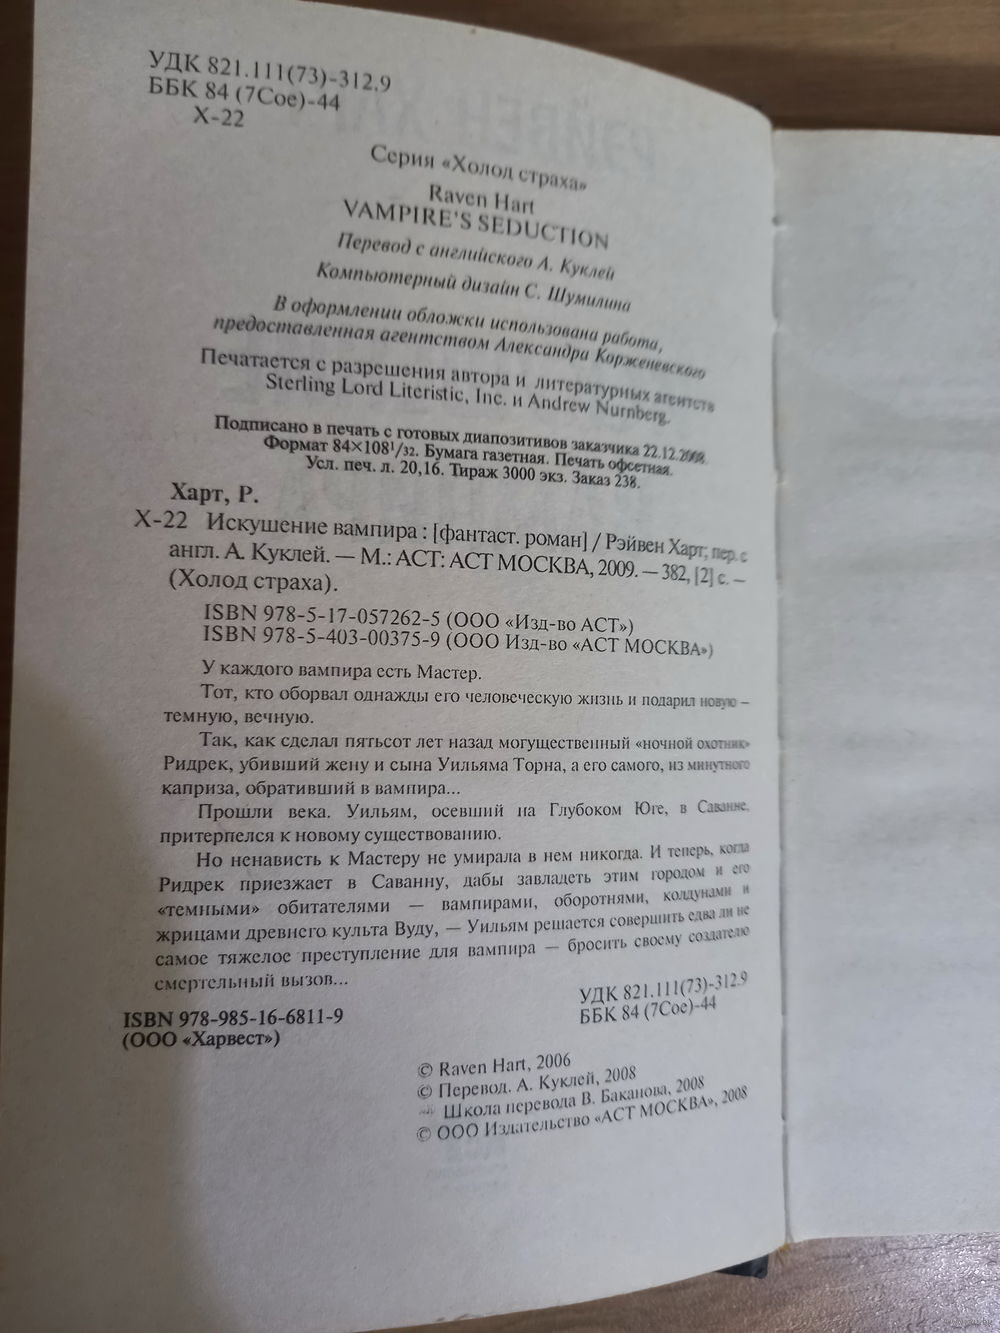 УДК 821.111(73)-312.9
ББК 84 (7Сое)-44
Х-22
Серия «Холод страха»
Raven Hart
VAMPIRE'S SEDUCTION
Перевод с английского А. Куклей
Компьютерный дизайн С. Шумилина
В оформлении обложки использована работа,
предоставленная агентством Александра Корженевского
Печатается с разрешения автора и литературных агентств
Sterling Lord Literistic, Inc. и Andrew Nurnberg.
Подписано в печать с готовых диапозитивов заказчика 22.12.2008.
Формат 84×108¹/₃₂. Бумага газетная. Печать офсетная.
Усл. печ. л. 20,16. Тираж 3000 экз. Заказ 238.
Харт, Р.
Х-22 Искушение вампира : [фантаст. роман] / Рэйвен Харт; пер. с
англ. А. Куклей. — М.: АСТ: АСТ МОСКВА, 2009. — 382, [2] с. —
(Холод страха).
ISBN 978-5-17-057262-5 (ООО «Изд-во АСТ»)
ISBN 978-5-403-00375-9 (ООО Изд-во «АСТ МОСКВА»)
У каждого вампира есть Мастер.
Тот, кто оборвал однажды его человеческую жизнь и подарил новую –
темную, вечную.
Так, как сделал пятьсот лет назад могущественный «ночной охотник»
Ридрек, убивший жену и сына Уильяма Торна, а его самого, из минутного
каприза, обративший в вампира...
Прошли века. Уильям, осевший на Глубоком Юге, в Саванне,
притерпелся к новому существованию.
Но ненависть к Мастеру не умирала в нем никогда. И теперь, когда
Ридрек приезжает в Саванну, дабы завладеть этим городом и его
«темными» обитателями — вампирами, оборотнями, колдунами и
жрицами древнего культа Вуду, — Уильям решается совершить едва ли не
самое тяжелое преступление для вампира — бросить своему создателю
смертельный вызов...
УДК 821.111(73)-312.9
ББК 84 (7Сое)-44
ISBN 978-985-16-6811-9
(ООО «Харвест»)
© Raven Hart, 2006
© Перевод. А. Куклей, 2008
Школа перевода В. Баканова, 2008
© ООО Издательство «АСТ МОСКВА», 2008